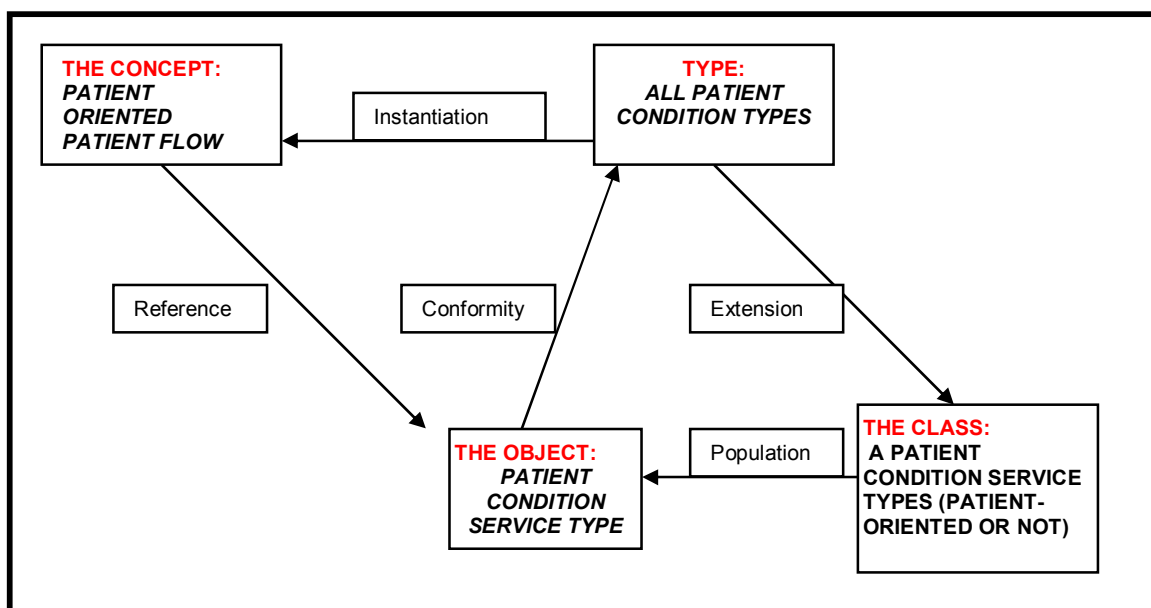 THE CONCEPT:
PATIENT
ORIENTED
PATIENT FLOW
Instantiation
TYPE:
ALL PATIENT
CONDITION TYPES
Reference
Conformity
Extension
THE OBJECT:
PATIENT
CONDITION
SERVICE TYPE
Population
THE CLASS:
A PATIENT
CONDITION SERVICE
TYPES (PATIENT-
ORIENTED OR NOT)